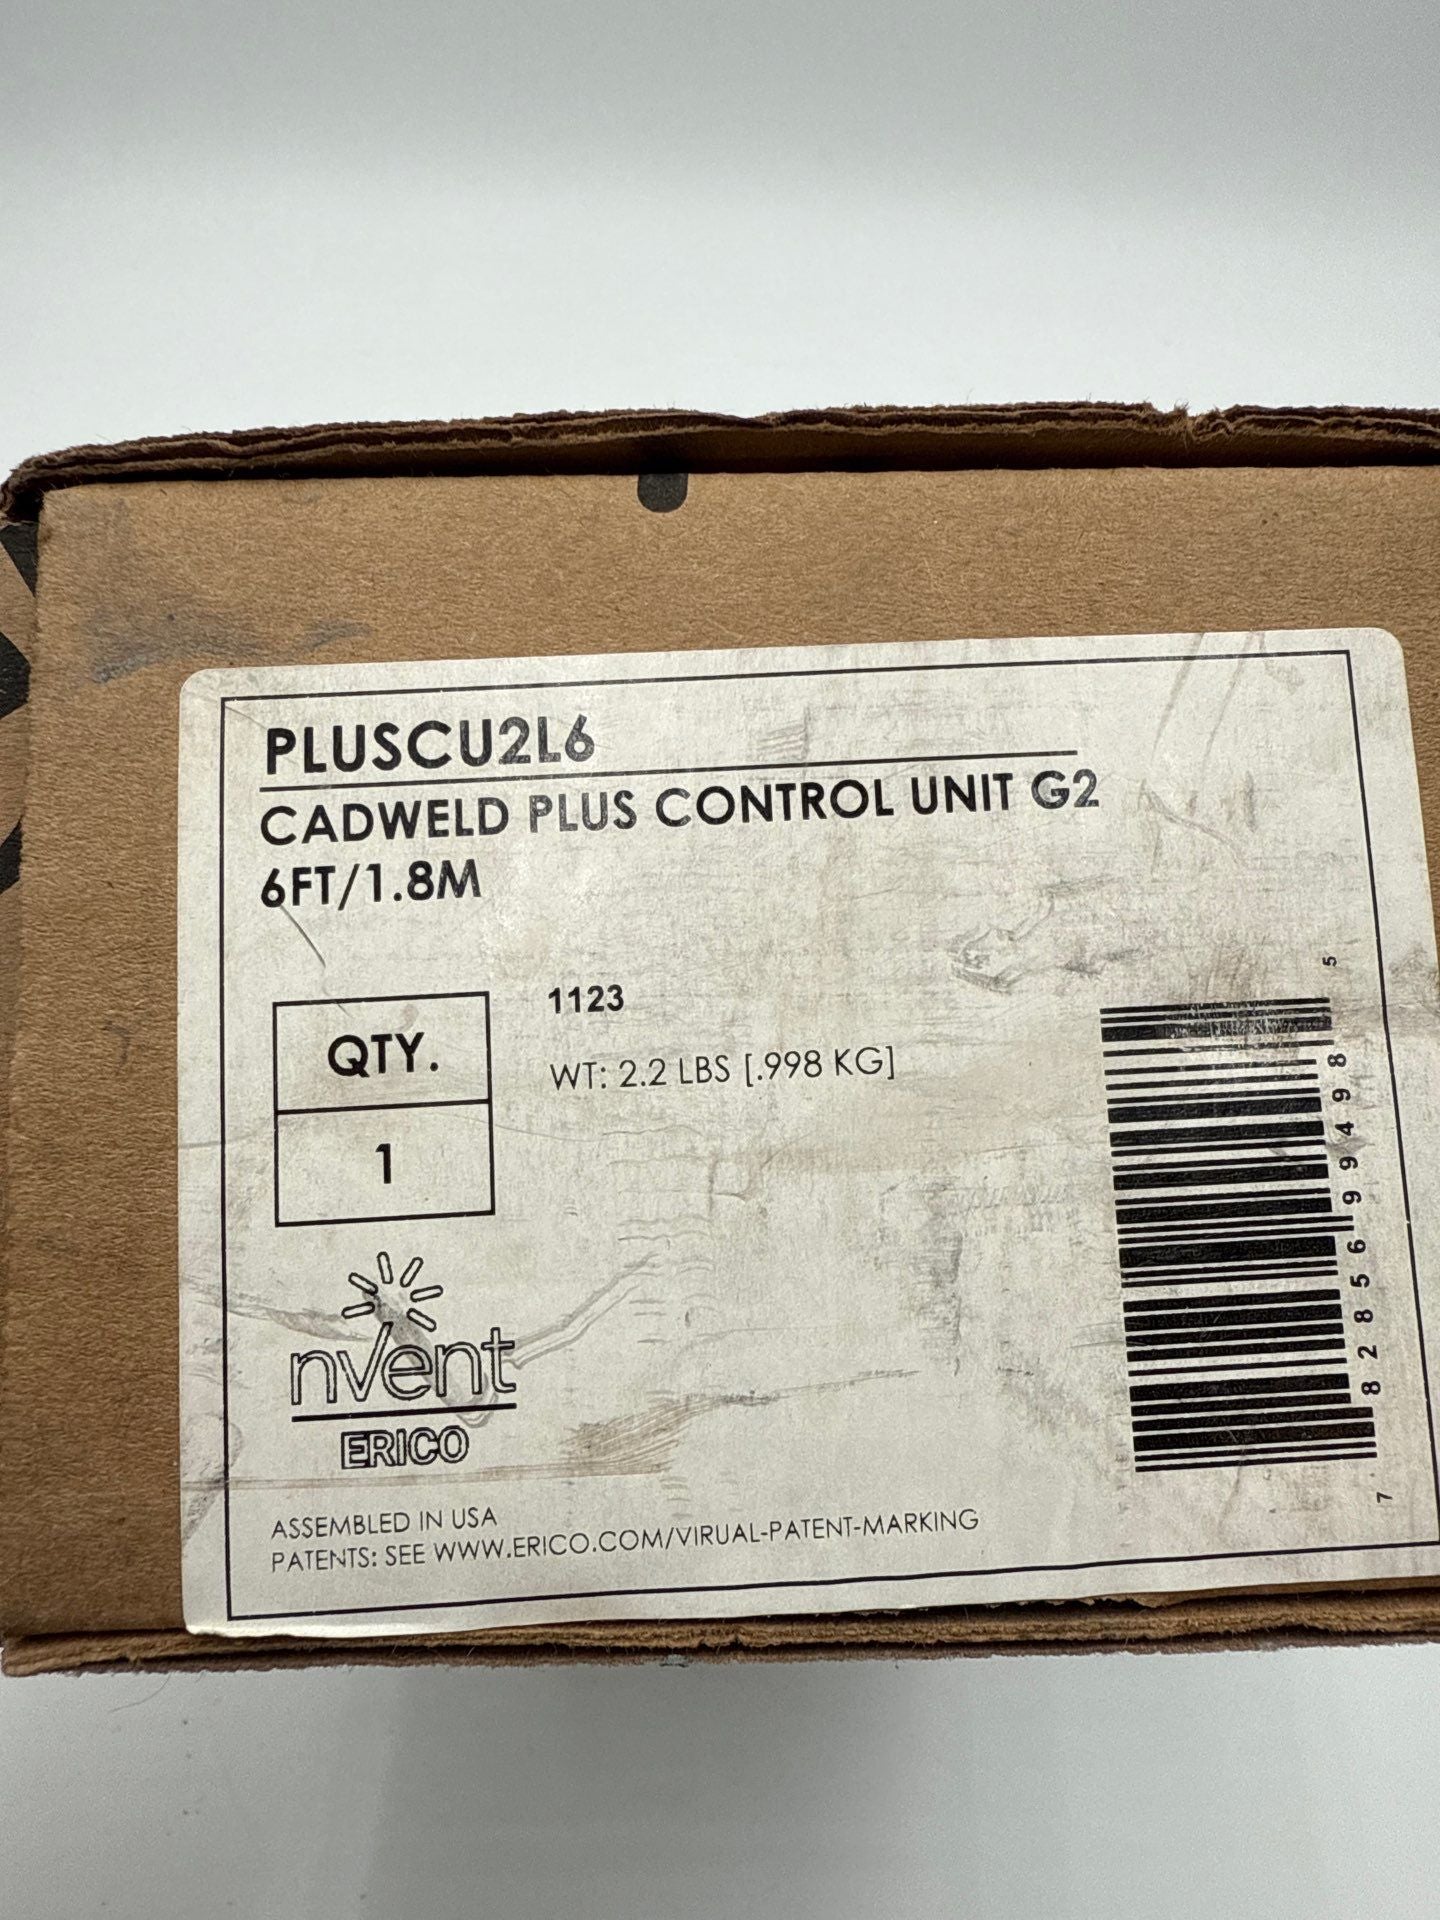 PLUSCU2L6
CADWELD PLUS CONTROL UNIT G2
6FT/1.8M
QTY.
1
1123
WT: 2.2 LBS [.998 KG]
nvent
ERICO
ASSEMBLED IN USA
PATENTS: SEE WWW.ERICO.COM/VIRUAL-PATENT-MARKING
7 82856 99498 5